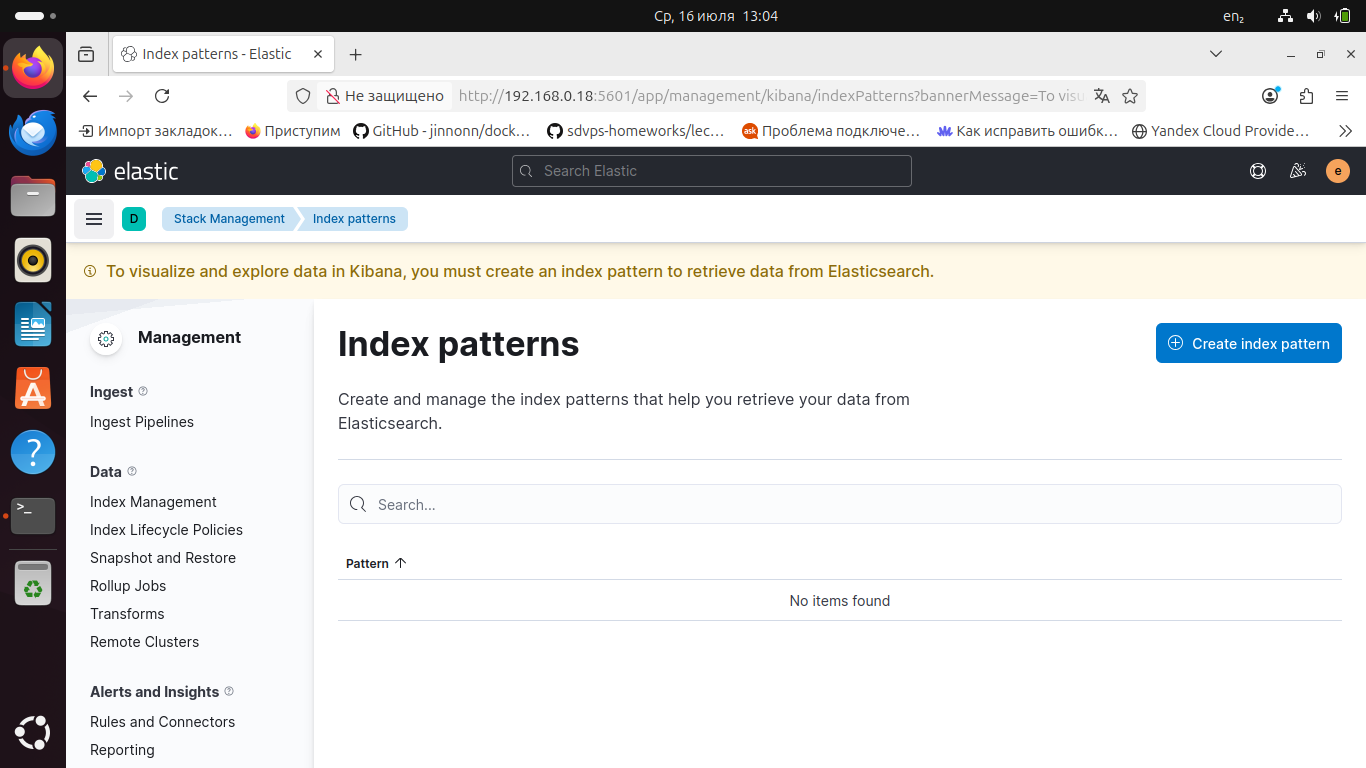 Ср, 16 июля 13:04
en₂
Index patterns - Elastic
Не защищено http://192.168.0.18:5601/app/management/kibana/indexPatterns?bannerMessage=To visu
Импорт закладок… Приступим GitHub - jinnonn/dock… sdvps-homeworks/lec… ask Проблема подключе… Как исправить ошибк… Yandex Cloud Provide…
elastic Search Elastic e
D Stack Management Index patterns
To visualize and explore data in Kibana, you must create an index pattern to retrieve data from Elasticsearch.
Management
Ingest
Ingest Pipelines
Data
Index Management
Index Lifecycle Policies
Snapshot and Restore
Rollup Jobs
Transforms
Remote Clusters
Alerts and Insights
Rules and Connectors
Reporting
Index patterns
Create index pattern
Create and manage the index patterns that help you retrieve your data from
Elasticsearch.
Search...
Pattern
No items found